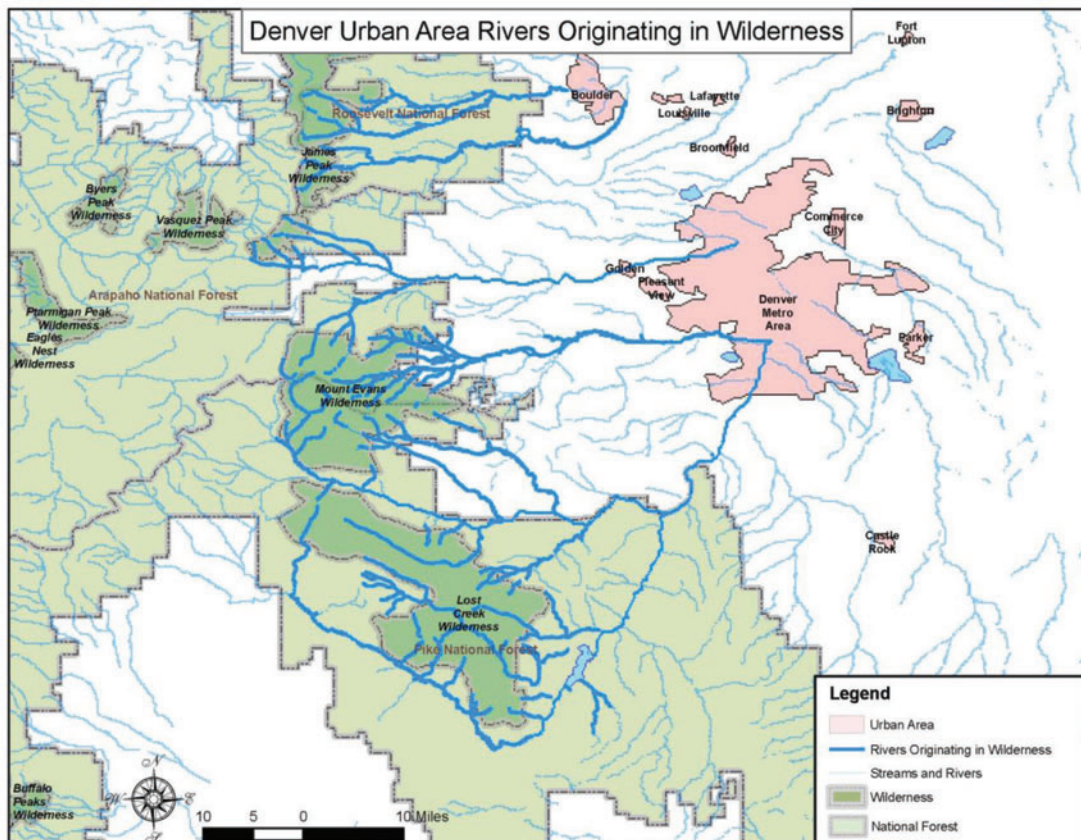 Denver Urban Area Rivers Originating in Wilderness
Fort
Lupton
Boulder
Lafayette
Louisville
Brighton
Roosevelt National Forest
Broomfield
James
Peak
Wilderness
Byers
Peak
Wilderness
Vasquez Peak
Wilderness
Commerce
City
Golden
Pleasant
View
Arapaho National Forest
Ptarmigan Peak
Wilderness
Eagles
Nest
Wilderness
Denver
Metro
Area
Parker
Mount Evans
Wilderness
Castle
Rock
Lost
Creek
Wilderness
Pike National Forest
Buffalo
Peaks
Wilderness
N
W
E
S
10 5 0 10 Miles
Legend
Urban Area
Rivers Originating in Wilderness
Streams and Rivers
Wilderness
National Forest